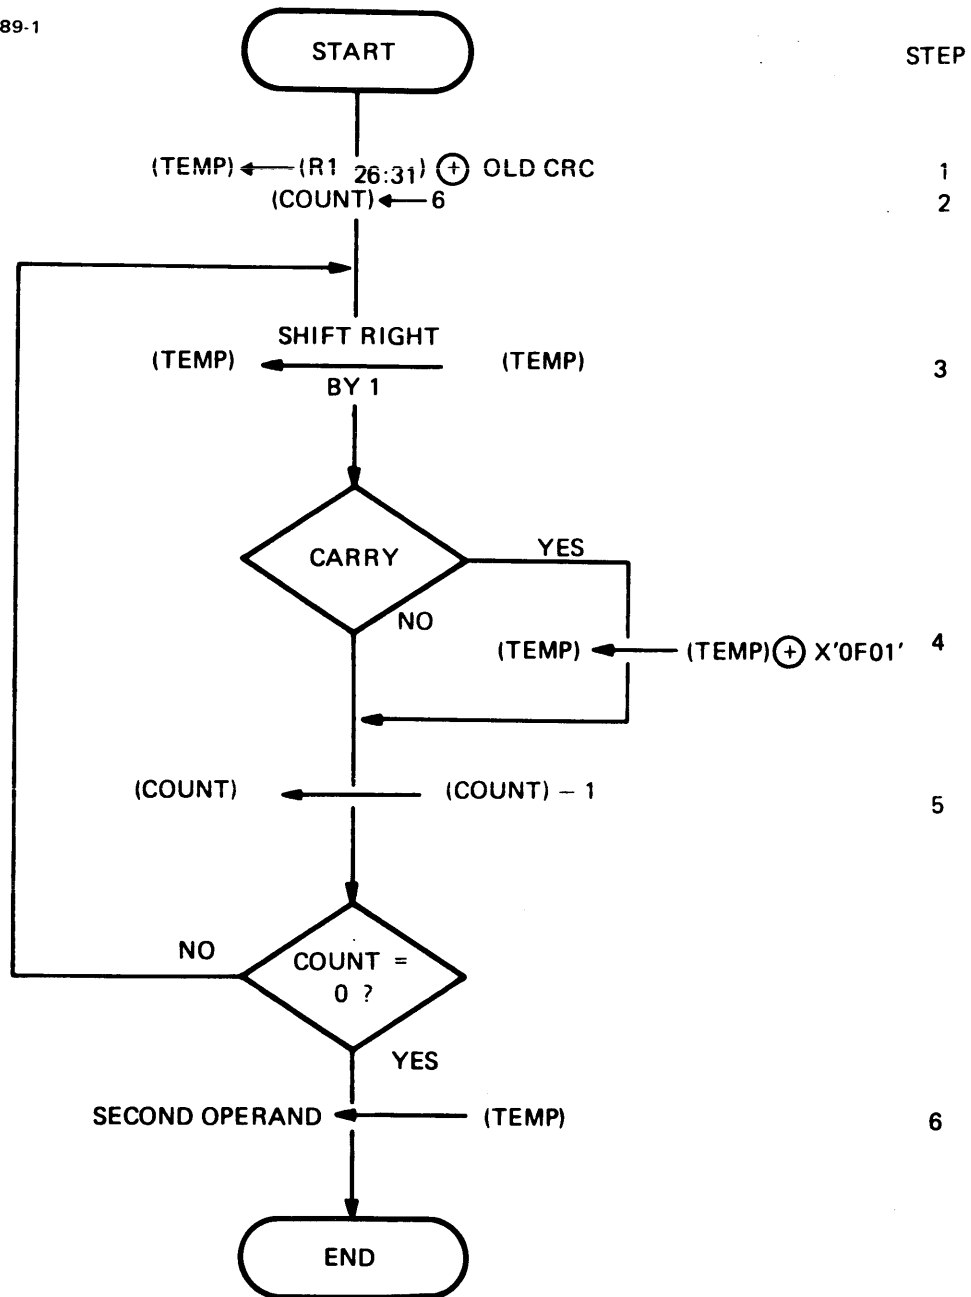 89-1
START
STEP
(TEMP) ← (R1 26:31) ⊕ OLD CRC 1
(COUNT) ← 6 2
SHIFT RIGHT
(TEMP) ← (TEMP) 3
BY 1
CARRY
YES
NO
(TEMP) ← (TEMP) ⊕ X'0F01' 4
(COUNT) ← (COUNT) – 1 5
NO
COUNT =
0 ?
YES
SECOND OPERAND ← (TEMP) 6
END